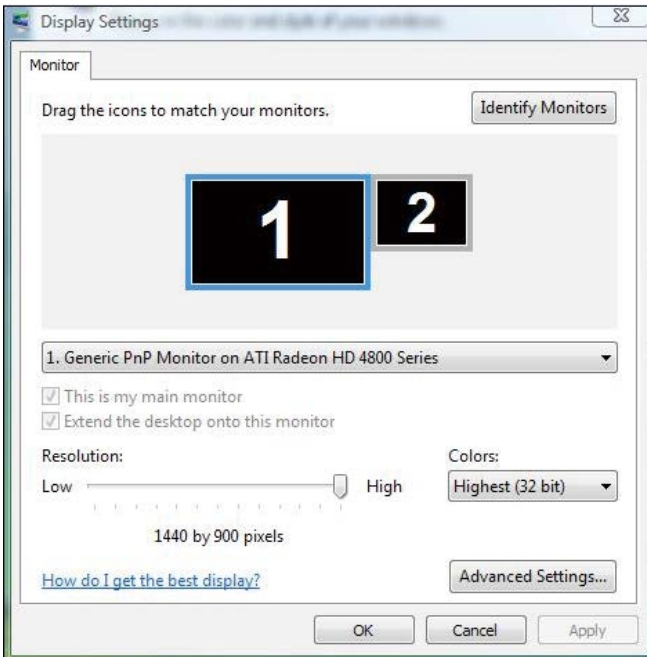 Display Settings
Monitor
Drag the icons to match your monitors.
Identify Monitors
1
2
1. Generic PnP Monitor on ATI Radeon HD 4800 Series
This is my main monitor
Extend the desktop onto this monitor
Resolution:
Colors:
Low
High
Highest (32 bit)
1440 by 900 pixels
How do I get the best display?
Advanced Settings...
OK
Cancel
Apply